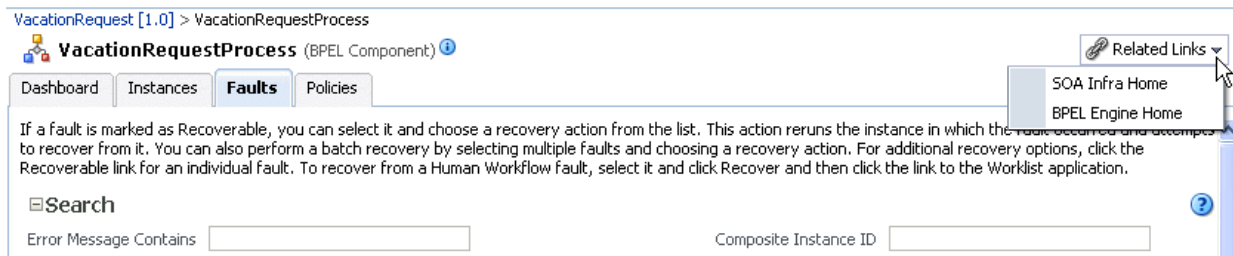 VacationRequest [1.0] > VacationRequestProcess
VacationRequestProcess (BPEL Component) i
Related Links
SOA Infra Home
BPEL Engine Home
Dashboard Instances Faults Policies
If a fault is marked as Recoverable, you can select it and choose a recovery action from the list. This action reruns the instance in which the fault occurred and attempts
to recover from it. You can also perform a batch recovery by selecting multiple faults and choosing a recovery action. For additional recovery options, click the
Recoverable link for an individual fault. To recover from a Human Workflow fault, select it and click Recover and then click the link to the Worklist application.
Search ?
Error Message Contains Composite Instance ID